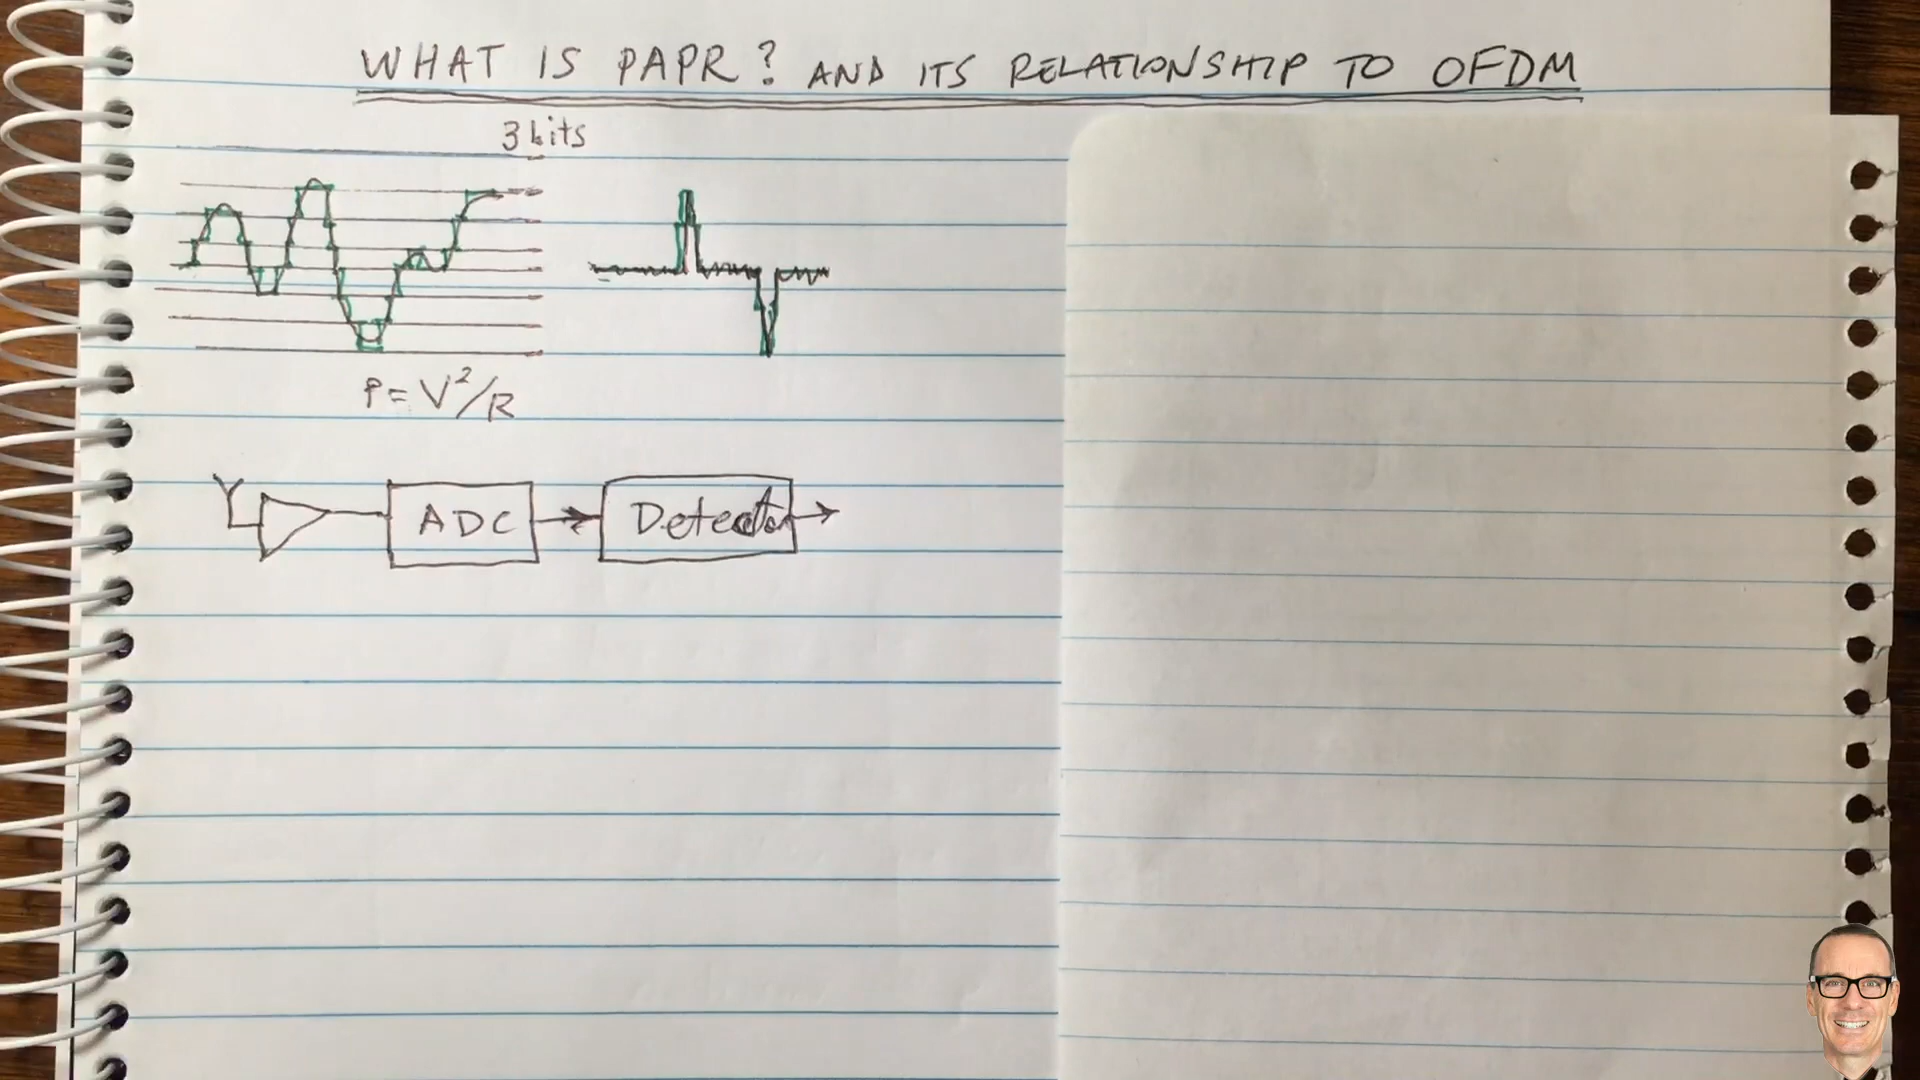 WHAT IS PAPR? AND ITS RELATIONSHIP TO OFDM
3 bits
P = V²/R
ADC
Detector